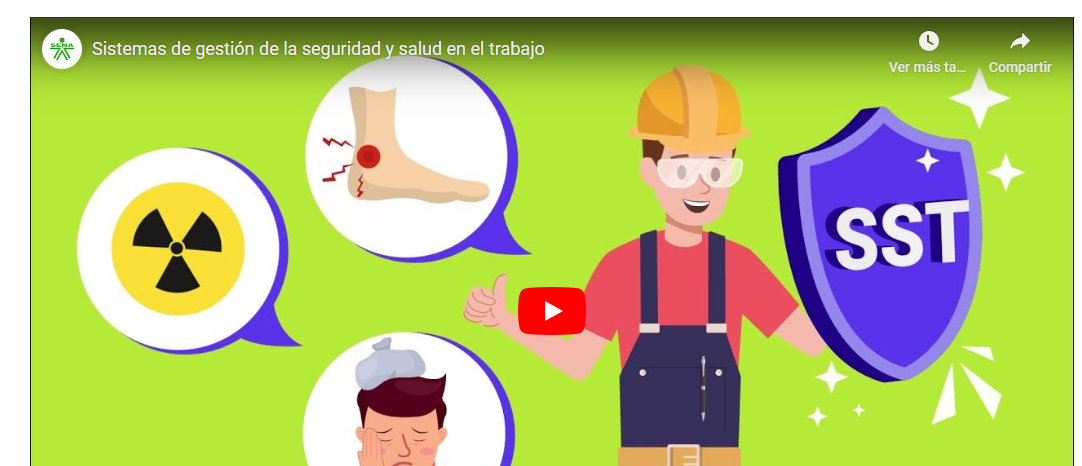 SENA
Sistemas de gestión de la seguridad y salud en el trabajo
Ver más ta...
Compartir
SST